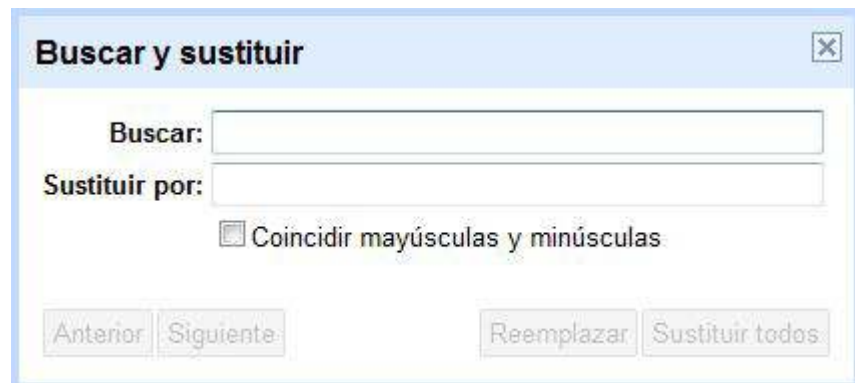 Buscar y sustituir
Buscar:
Sustituir por:
Coincidir mayúsculas y minúsculas
Anterior Siguiente Reemplazar Sustituir todos